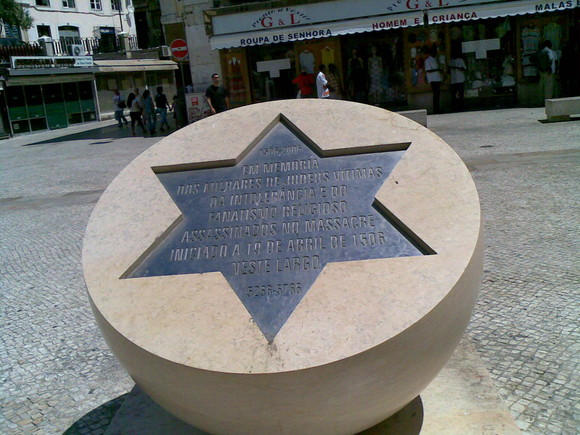 G & L
ROUPA DE SENHORA
HOMEM E CRIANÇA
MALAS
1506-2006
EM MEMÓRIA
DOS MILHARES DE JUDEUS VÍTIMAS
DA INTOLERÂNCIA E DO
FANATISMO RELIGIOSO
ASSASSINADOS NO MASSACRE
INICIADO A 19 DE ABRIL DE 1506
NESTE LARGO
5266-5766